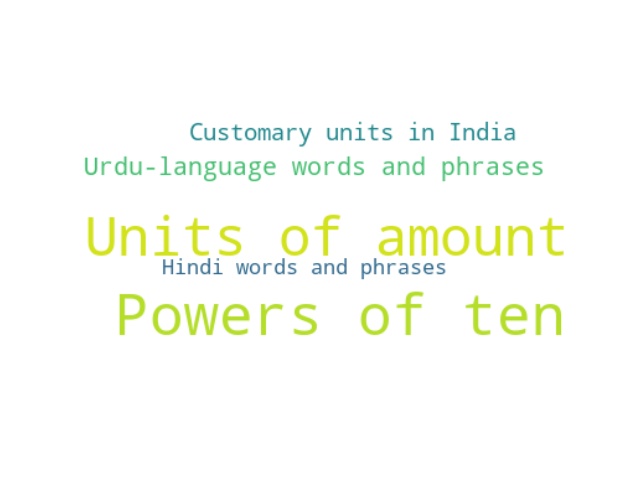 Customary units in India
Urdu-language words and phrases
Units of amount
Hindi words and phrases
Powers of ten